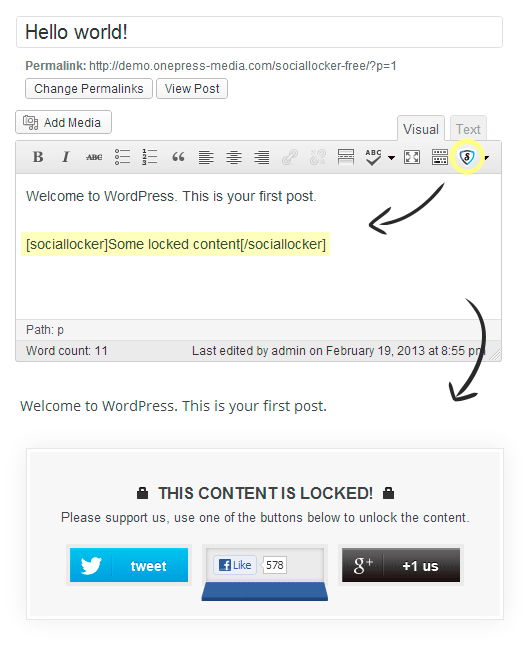 Hello world!
Permalink: http://demo.onepress-media.com/sociallocker-free/?p=1
Change Permalinks View Post
Add Media
Visual Text
B I ABC 1 2 3 ABC S
Welcome to WordPress. This is your first post.
[sociallocker]Some locked content[/sociallocker]
Path: p
Word count: 11 Last edited by admin on February 19, 2013 at 8:55 pm
Welcome to WordPress. This is your first post.
THIS CONTENT IS LOCKED!
Please support us, use one of the buttons below to unlock the content.
tweet f Like 578 g+ +1 us